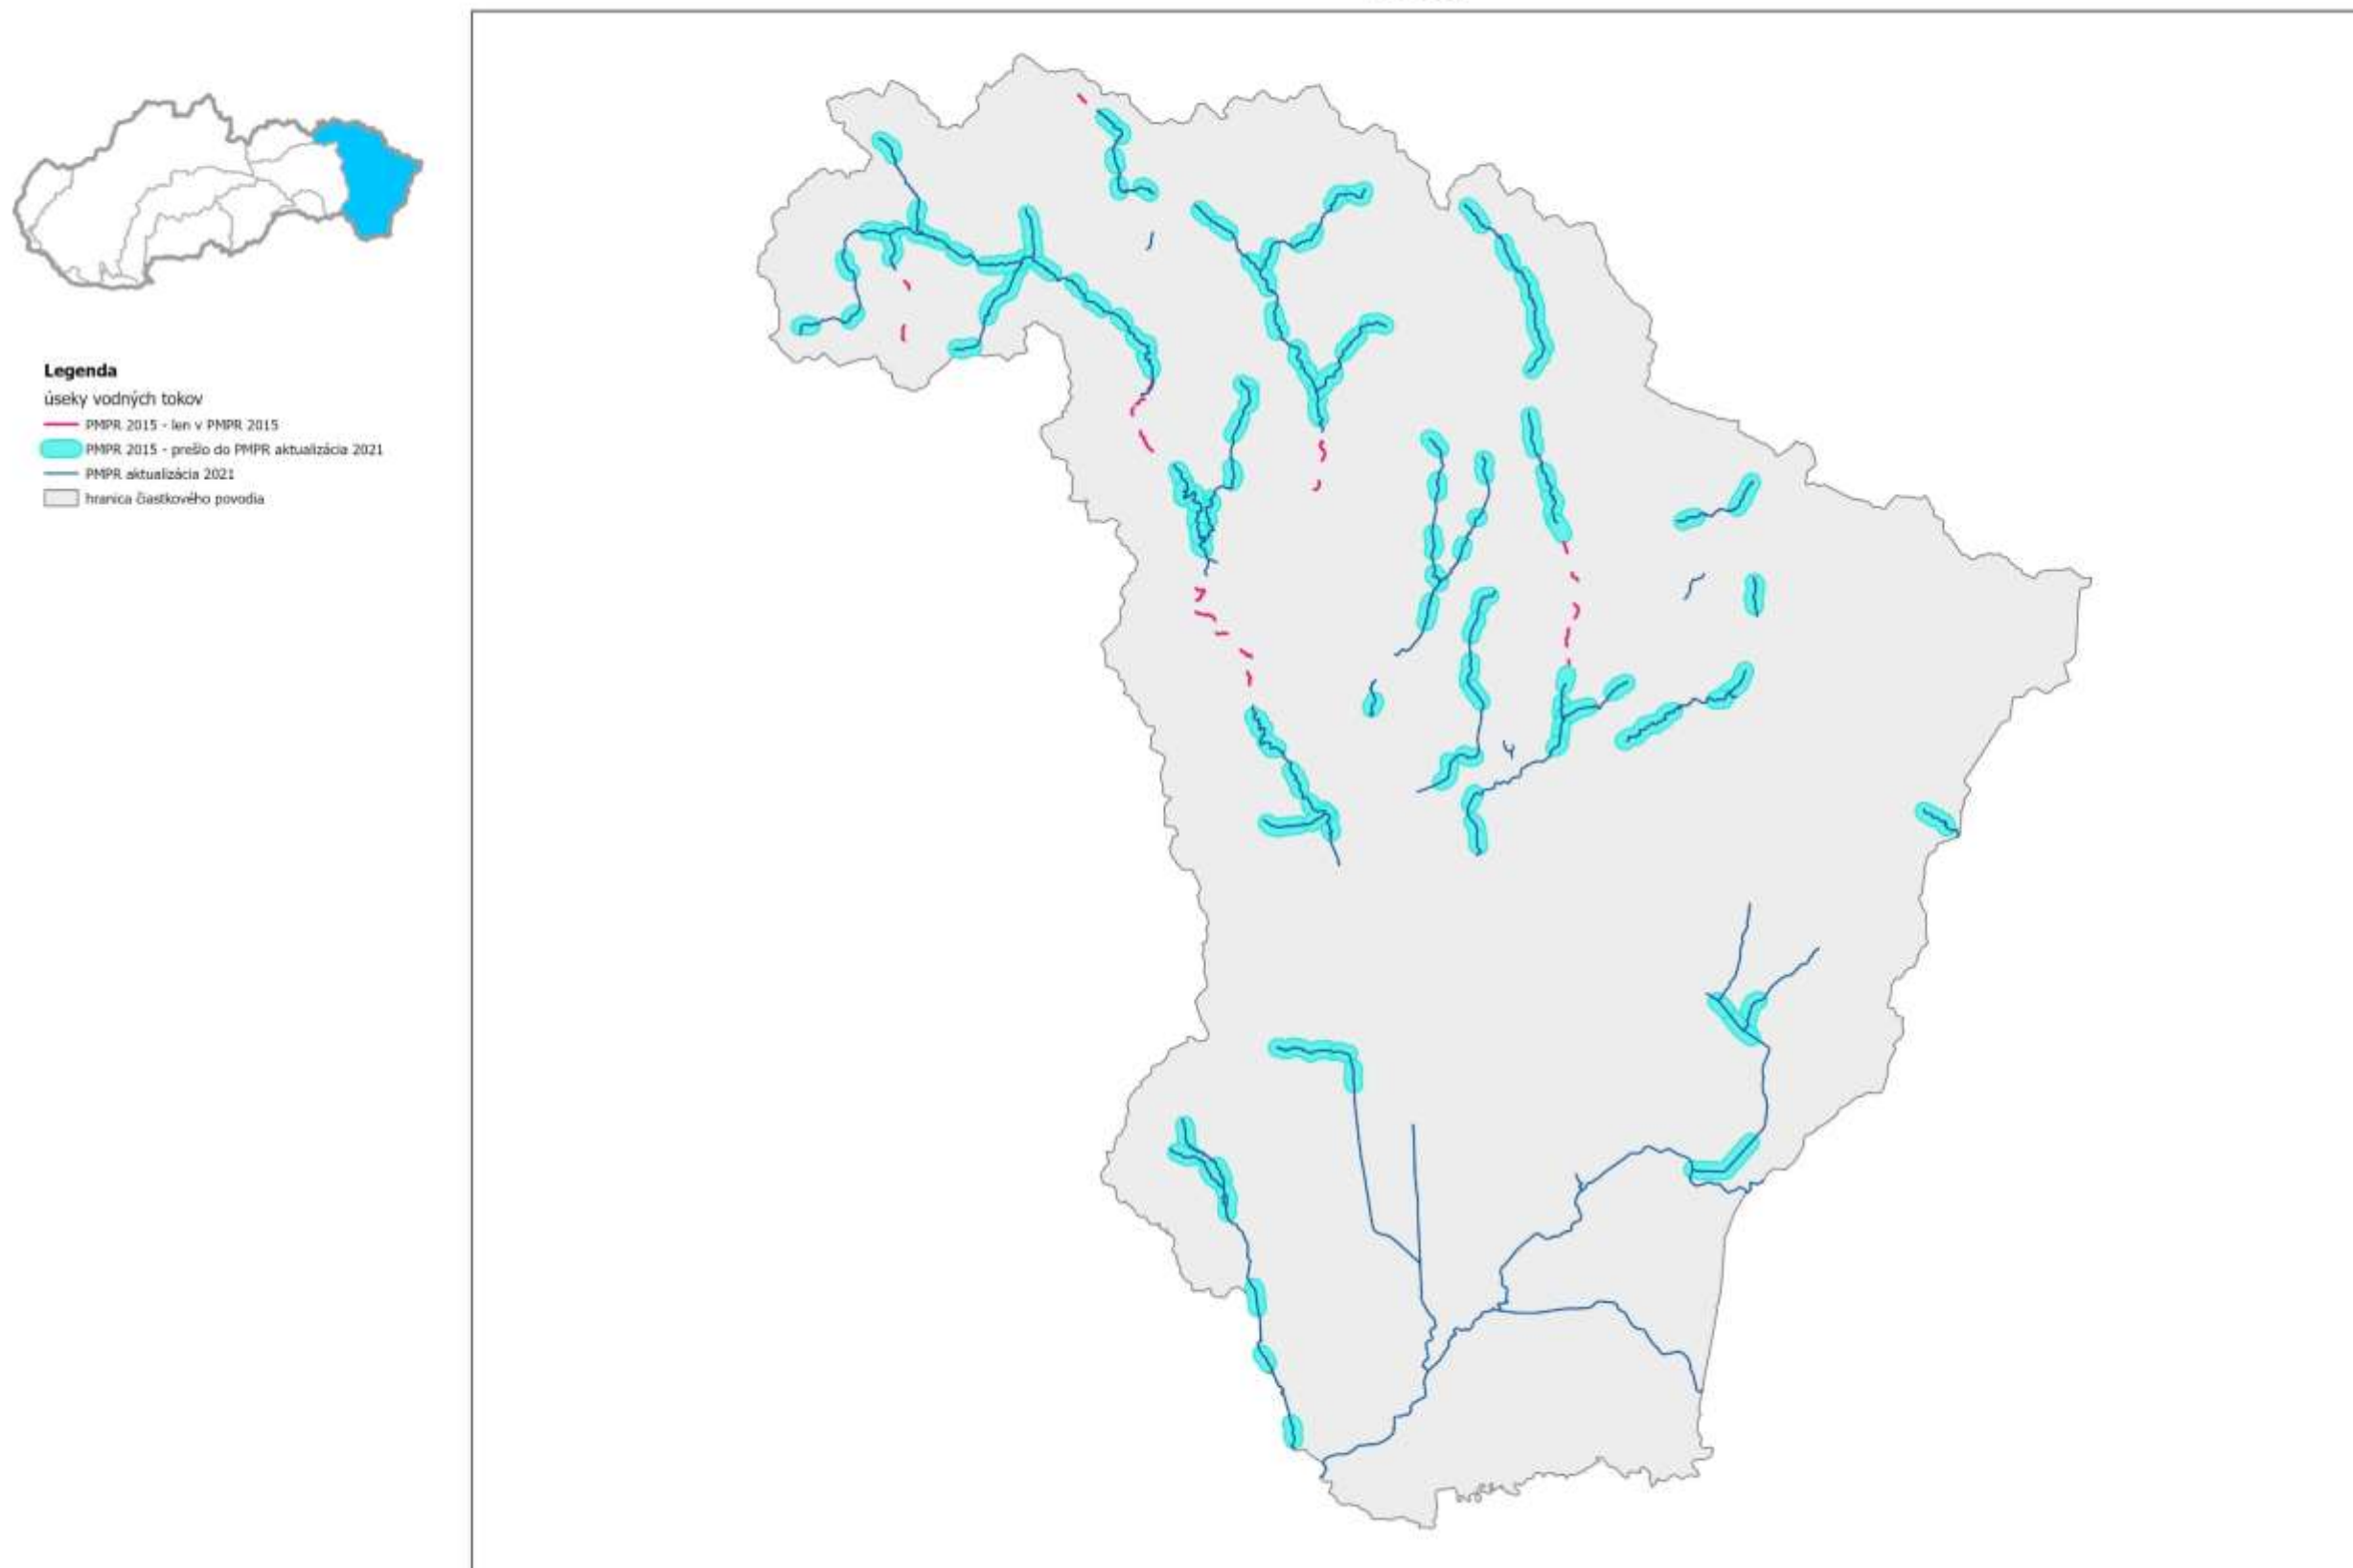 Legenda
úseky vodných tokov
PMPR 2015 - len v PMPR 2015
PMPR 2015 - prešlo do PMPR aktualizácia 2021
PMPR aktualizácia 2021
hranica čiastkového povodia